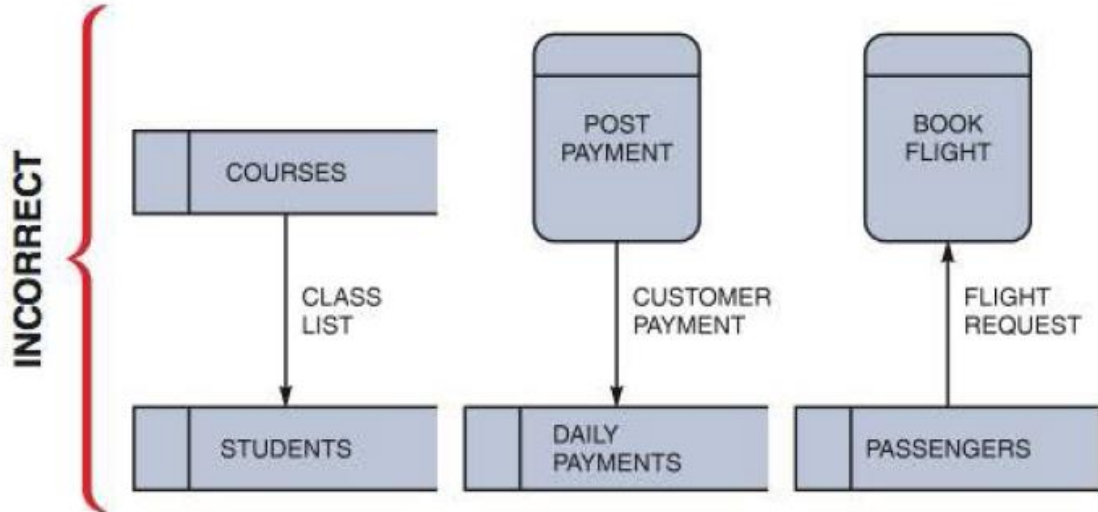 INCORRECT
COURSES
CLASS
LIST
STUDENTS
POST
PAYMENT
CUSTOMER
PAYMENT
DAILY
PAYMENTS
BOOK
FLIGHT
FLIGHT
REQUEST
PASSENGERS